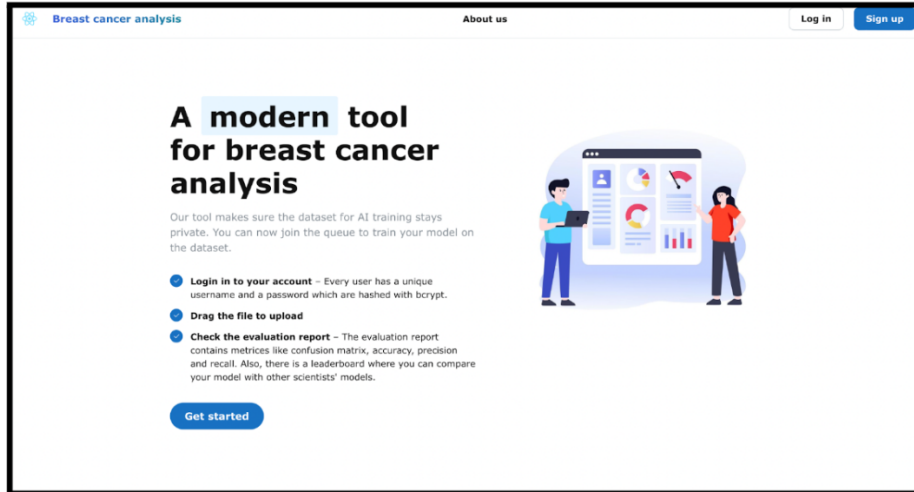 Breast cancer analysis
About us
Log in
Sign up
A modern tool
for breast cancer
analysis
Our tool makes sure the dataset for AI training stays
private. You can now join the queue to train your model on
the dataset.
Login in to your account – Every user has a unique
username and a password which are hashed with bcrypt.
Drag the file to upload
Check the evaluation report – The evaluation report
contains metrices like confusion matrix, accuracy, precision
and recall. Also, there is a leaderboard where you can compare
your model with other scientists' models.
Get started